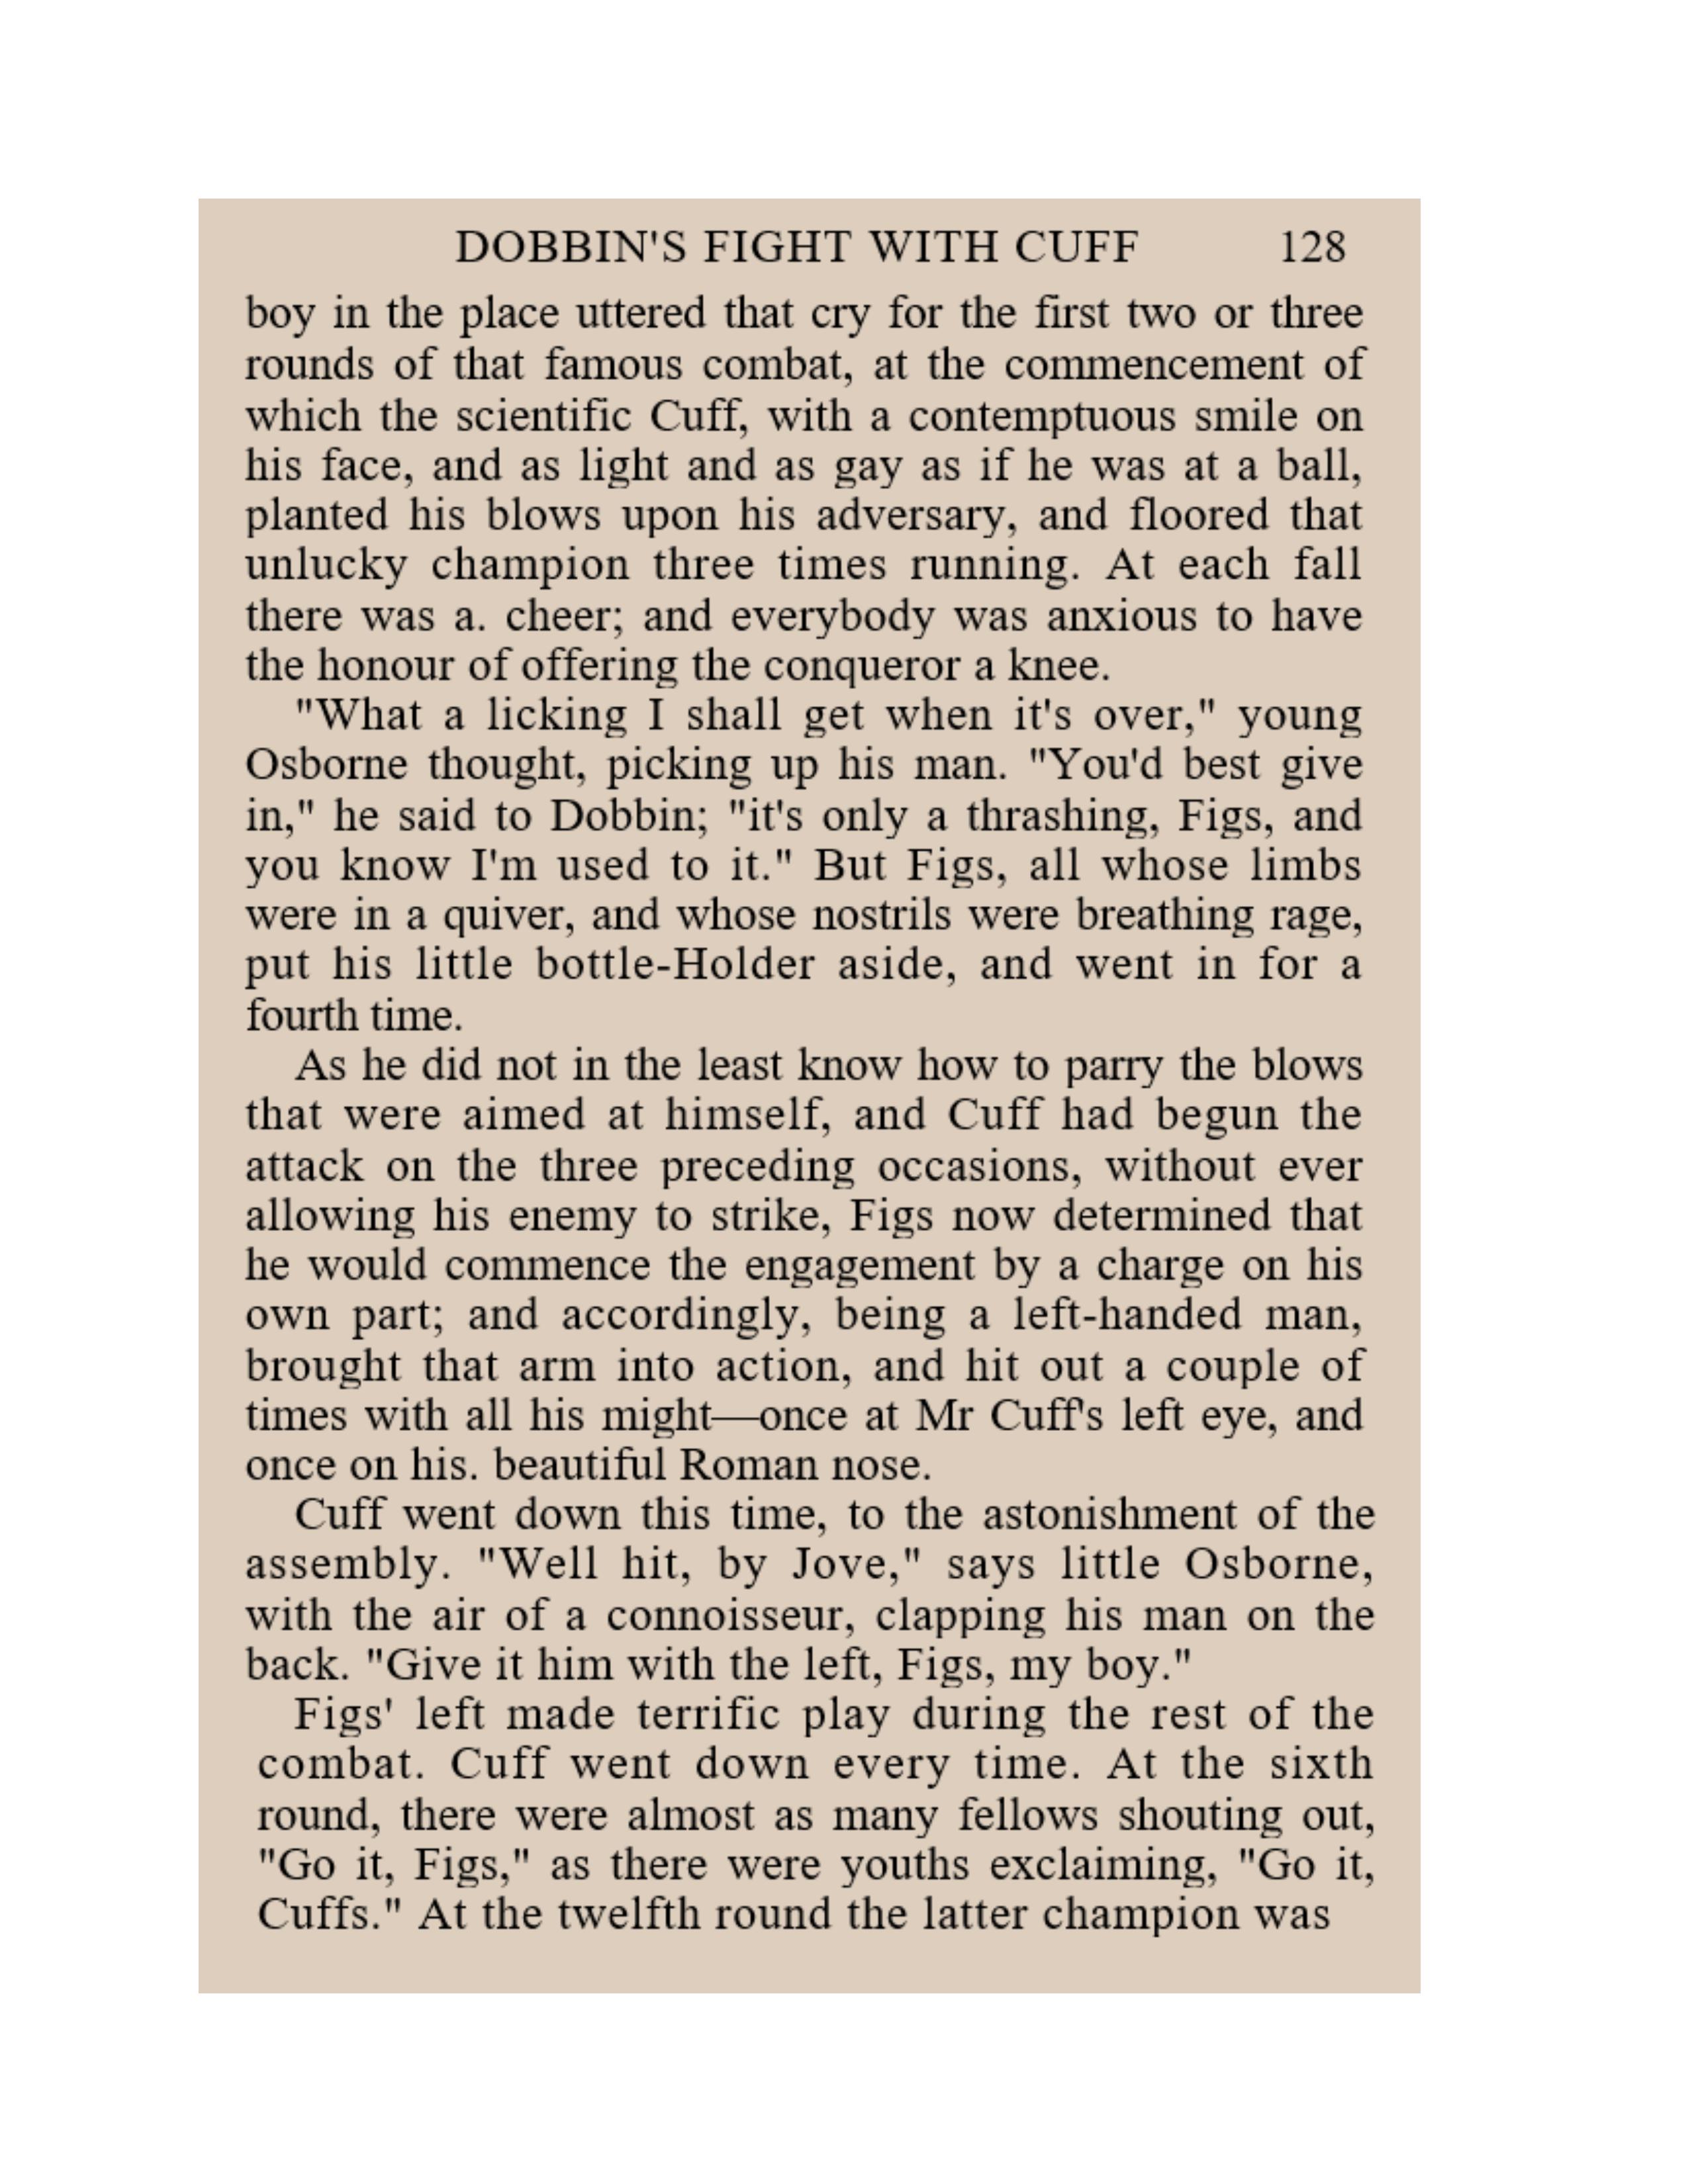 DOBBIN'S FIGHT WITH CUFF 128
boy in the place uttered that cry for the first two or three
rounds of that famous combat, at the commencement of
which the scientific Cuff, with a contemptuous smile on
his face, and as light and as gay as if he was at a ball,
planted his blows upon his adversary, and floored that
unlucky champion three times running. At each fall
there was a. cheer; and everybody was anxious to have
the honour of offering the conqueror a knee.
"What a licking I shall get when it's over," young
Osborne thought, picking up his man. "You'd best give
in," he said to Dobbin; "it's only a thrashing, Figs, and
you know I'm used to it." But Figs, all whose limbs
were in a quiver, and whose nostrils were breathing rage,
put his little bottle-Holder aside, and went in for a
fourth time.
As he did not in the least know how to parry the blows
that were aimed at himself, and Cuff had begun the
attack on the three preceding occasions, without ever
allowing his enemy to strike, Figs now determined that
he would commence the engagement by a charge on his
own part; and accordingly, being a left-handed man,
brought that arm into action, and hit out a couple of
times with all his might—once at Mr Cuff's left eye, and
once on his. beautiful Roman nose.
Cuff went down this time, to the astonishment of the
assembly. "Well hit, by Jove," says little Osborne,
with the air of a connoisseur, clapping his man on the
back. "Give it him with the left, Figs, my boy."
Figs' left made terrific play during the rest of the
combat. Cuff went down every time. At the sixth
round, there were almost as many fellows shouting out,
"Go it, Figs," as there were youths exclaiming, "Go it,
Cuffs." At the twelfth round the latter champion was